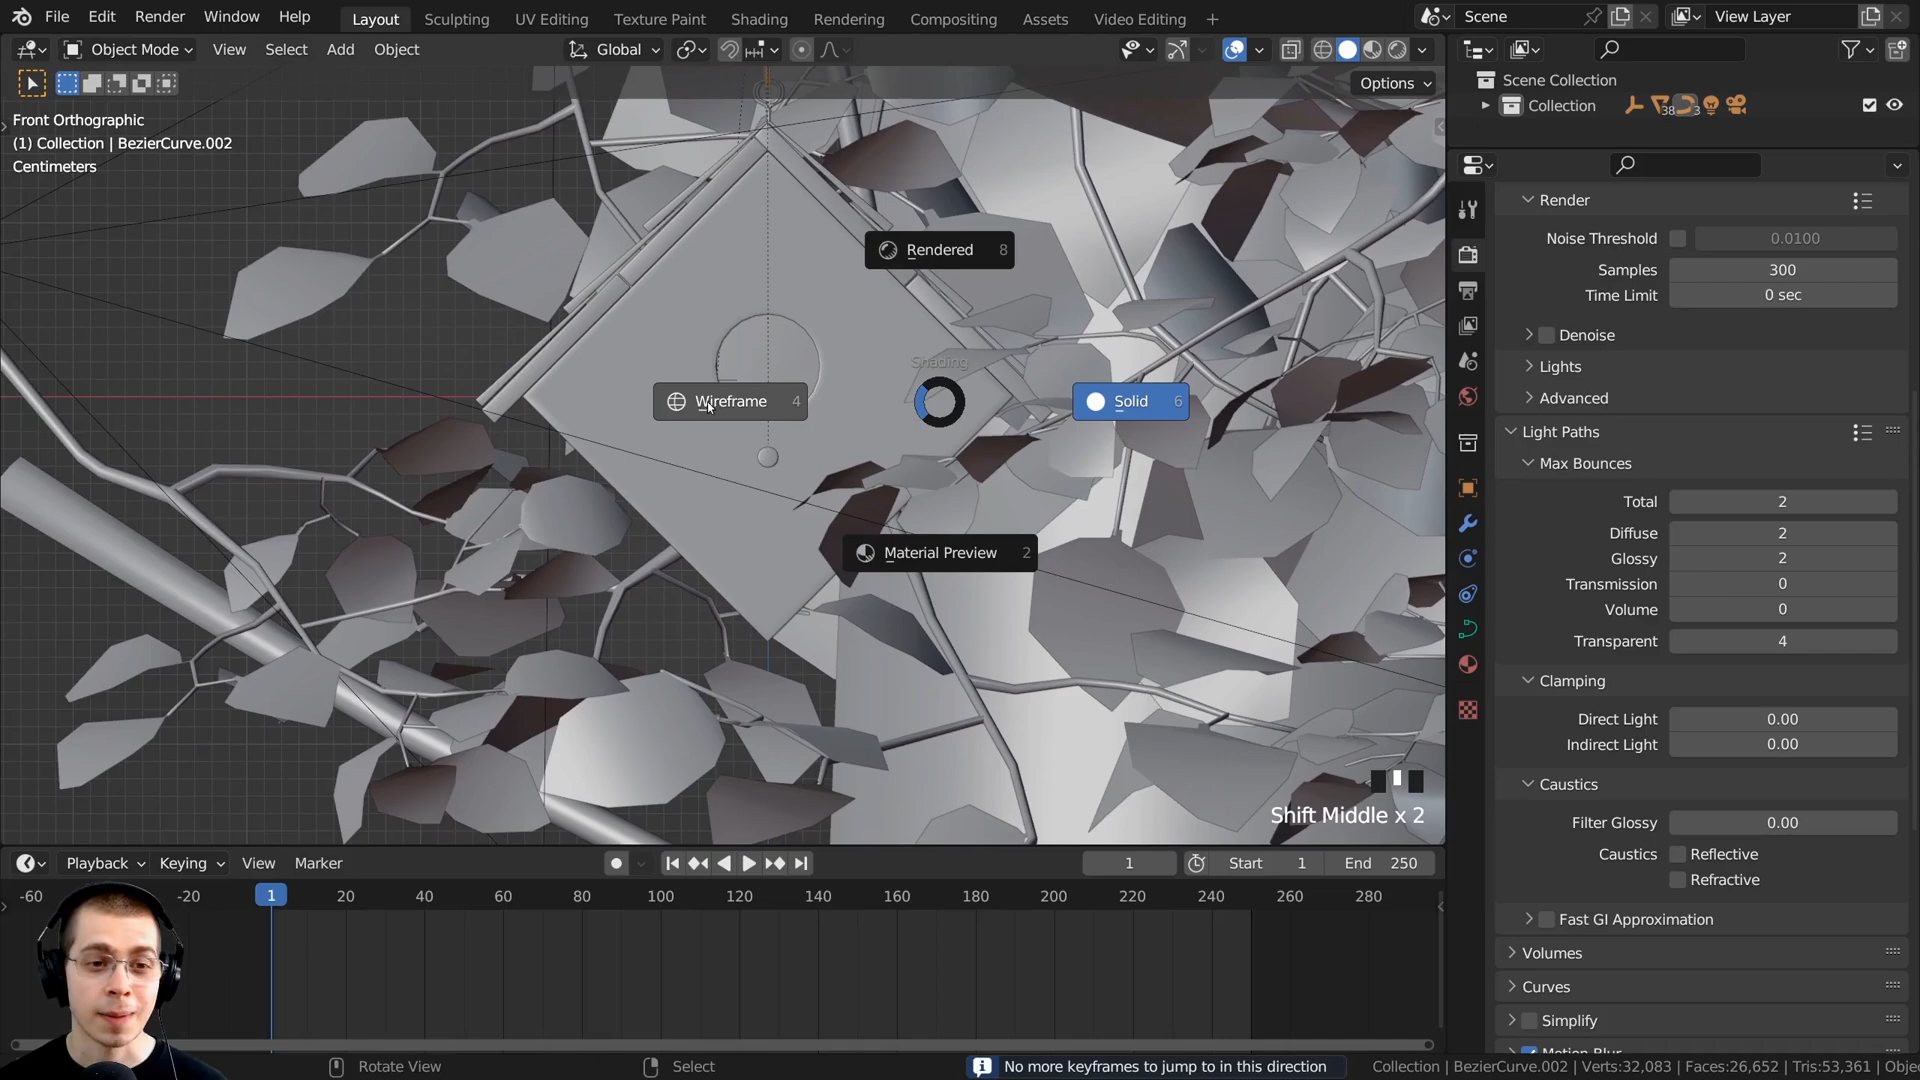 File Edit Render Window Help Layout Sculpting UV Editing Texture Paint Shading Rendering Compositing Assets Video Editing Scene View Layer
Object Mode View Select Add Object Global
Options
Front Orthographic
(1) Collection | BezierCurve.002
Centimeters
Scene Collection
Collection 38 3
Rendered 8
Shading
Wireframe 4
Solid 6
Material Preview 2
Render
Noise Threshold 0.0100
Samples 300
Time Limit 0 sec
Denoise
Lights
Advanced
Light Paths
Max Bounces
Total 2
Diffuse 2
Glossy 2
Transmission 0
Volume 0
Transparent 4
Clamping
Direct Light 0.00
Indirect Light 0.00
Caustics
Filter Glossy 0.00
Caustics Reflective
Refractive
Fast GI Approximation
Volumes
Curves
Simplify
Motion Blur
Shift Middle x 2
Playback Keying View Marker 1 Start 1 End 250
-60 -20 1 20 40 60 80 100 120 140 160 180 200 220 240 260 280
Rotate View Select No more keyframes to jump to in this direction Collection | BezierCurve.002 | Verts:32,083 | Faces:26,652 | Tris:53,361 | Obje